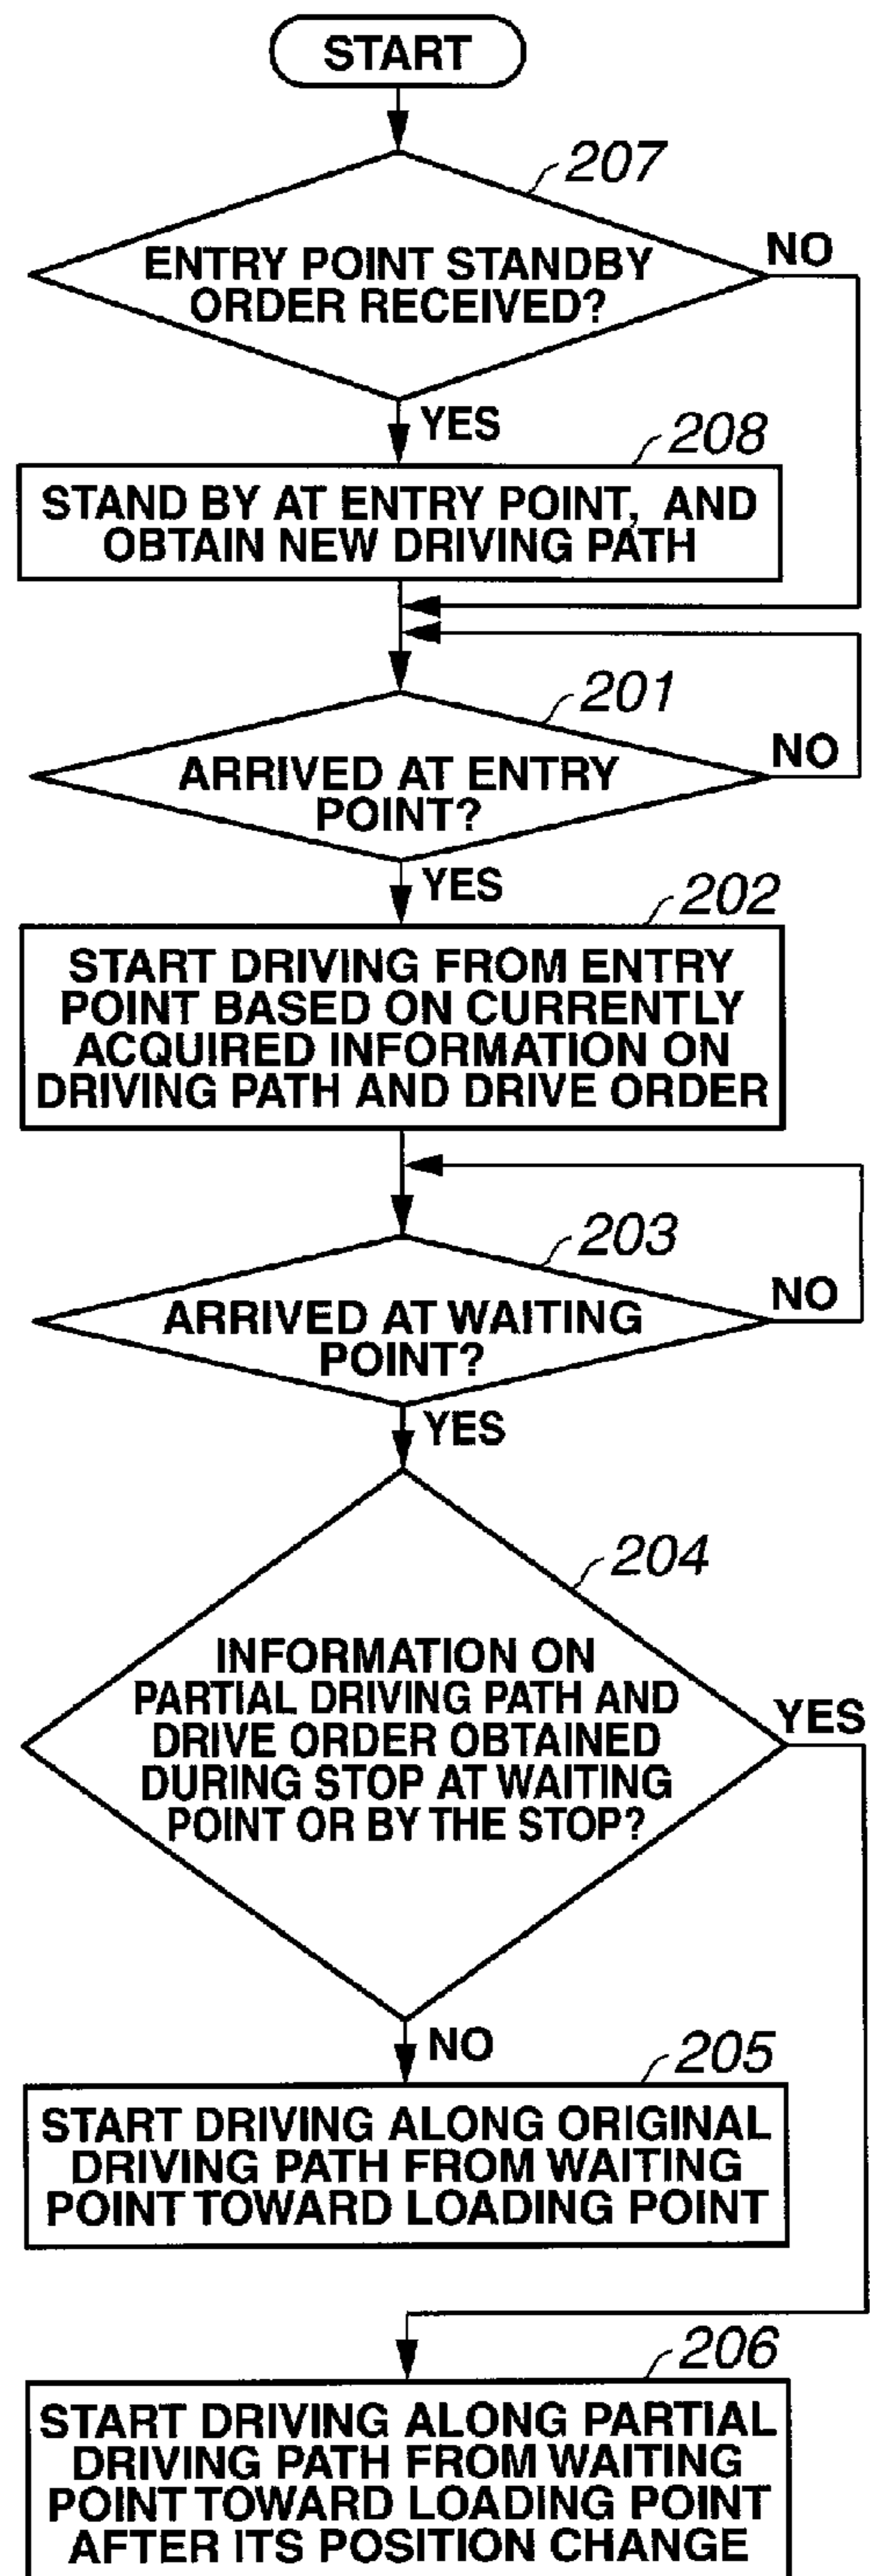 START
207
ENTRY POINT STANDBY
ORDER RECEIVED?
NO
YES
208
STAND BY AT ENTRY POINT, AND
OBTAIN NEW DRIVING PATH
201
ARRIVED AT ENTRY
POINT?
NO
YES
202
START DRIVING FROM ENTRY
POINT BASED ON CURRENTLY
ACQUIRED INFORMATION ON
DRIVING PATH AND DRIVE ORDER
203
ARRIVED AT WAITING
POINT?
NO
YES
204
INFORMATION ON
PARTIAL DRIVING PATH AND
DRIVE ORDER OBTAINED
DURING STOP AT WAITING
POINT OR BY THE STOP?
YES
NO
205
START DRIVING ALONG ORIGINAL
DRIVING PATH FROM WAITING
POINT TOWARD LOADING POINT
206
START DRIVING ALONG PARTIAL
DRIVING PATH FROM WAITING
POINT TOWARD LOADING POINT
AFTER ITS POSITION CHANGE